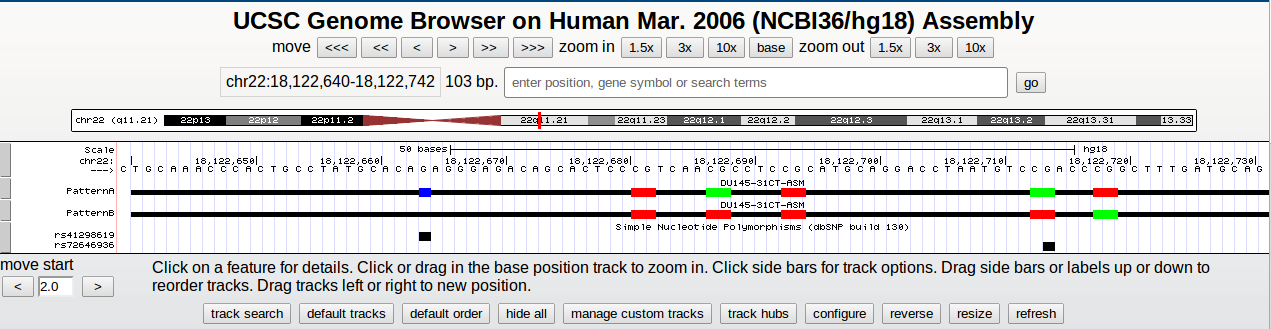 UCSC Genome Browser on Human Mar. 2006 (NCBI36/hg18) Assembly
move <<< << < > >> >>> zoom in 1.5x 3x 10x base zoom out 1.5x 3x 10x
chr22:18,122,640-18,122,742 103 bp. enter position, gene symbol or search terms go
chr22 (q11.21) 22p13 22p12 22p11.2 22q11.21 22q11.23 22q12.1 22q12.2 22q12.3 22q13.1 22q13.2 22q13.31 13.33
Scale 50 bases hg18
chr22: 18,122,650 18,122,660 18,122,670 18,122,680 18,122,690 18,122,700 18,122,710 18,122,720 18,122,730
--->
DU145-31CT-ASM
PatternA
DU145-31CT-ASM
PatternB
Simple Nucleotide Polymorphisms (dbSNP build 130)
rs41298619
rs72646936
move start
< 2.0 >
Click on a feature for details. Click or drag in the base position track to zoom in. Click side bars for track options. Drag side bars or labels up or down to
reorder tracks. Drag tracks left or right to new position.
track search default tracks default order hide all manage custom tracks track hubs configure reverse resize refresh